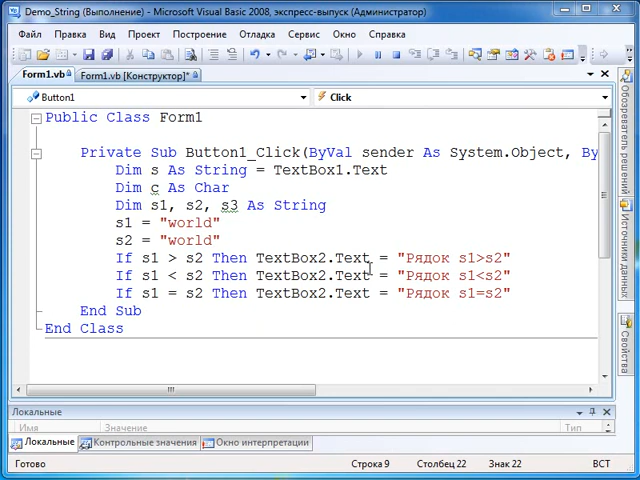 Demo_String (Выполнение) - Microsoft Visual Basic 2008, экспресс-выпуск (Администратор)
Файл Правка Вид Проект Построение Отладка Сервис Окно Справка
Form1.vb Form1.vb [Конструктор]*
Button1 Click
Public Class Form1
Private Sub Button1_Click(ByVal sender As System.Object, By
Dim s As String = TextBox1.Text
Dim c As Char
Dim s1, s2, s3 As String
s1 = "world"
s2 = "world"
If s1 > s2 Then TextBox2.Text = "Рядок s1>s2"
If s1 < s2 Then TextBox2.Text = "Рядок s1<s2"
If s1 = s2 Then TextBox2.Text = "Рядок s1=s2"
End Sub
End Class
Обозреватель решений
Источники данных
Свойства
Локальные
Имя Значение Тип
Локальные Контрольные значения Окно интерпретации
Готово Строка 9 Столбец 22 Знак 22 ВСТ